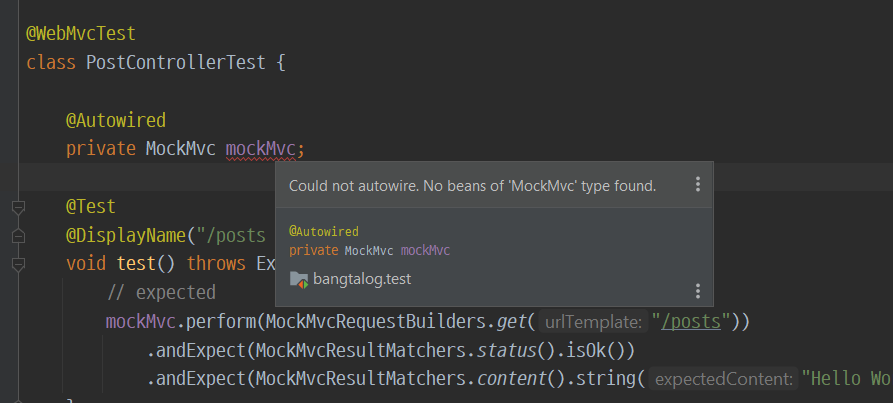 @WebMvcTest
class PostControllerTest {
@Autowired
private MockMvc mockMvc;
Could not autowire. No beans of 'MockMvc' type found.
@Autowired
private MockMvc mockMvc
bangtalog.test
@Test
@DisplayName("/posts
void test() throws Ex
// expected
mockMvc.perform(MockMvcRequestBuilders.get( urlTemplate: "/posts"))
.andExpect(MockMvcResultMatchers.status().isOk())
.andExpect(MockMvcResultMatchers.content().string( expectedContent: "Hello Wo